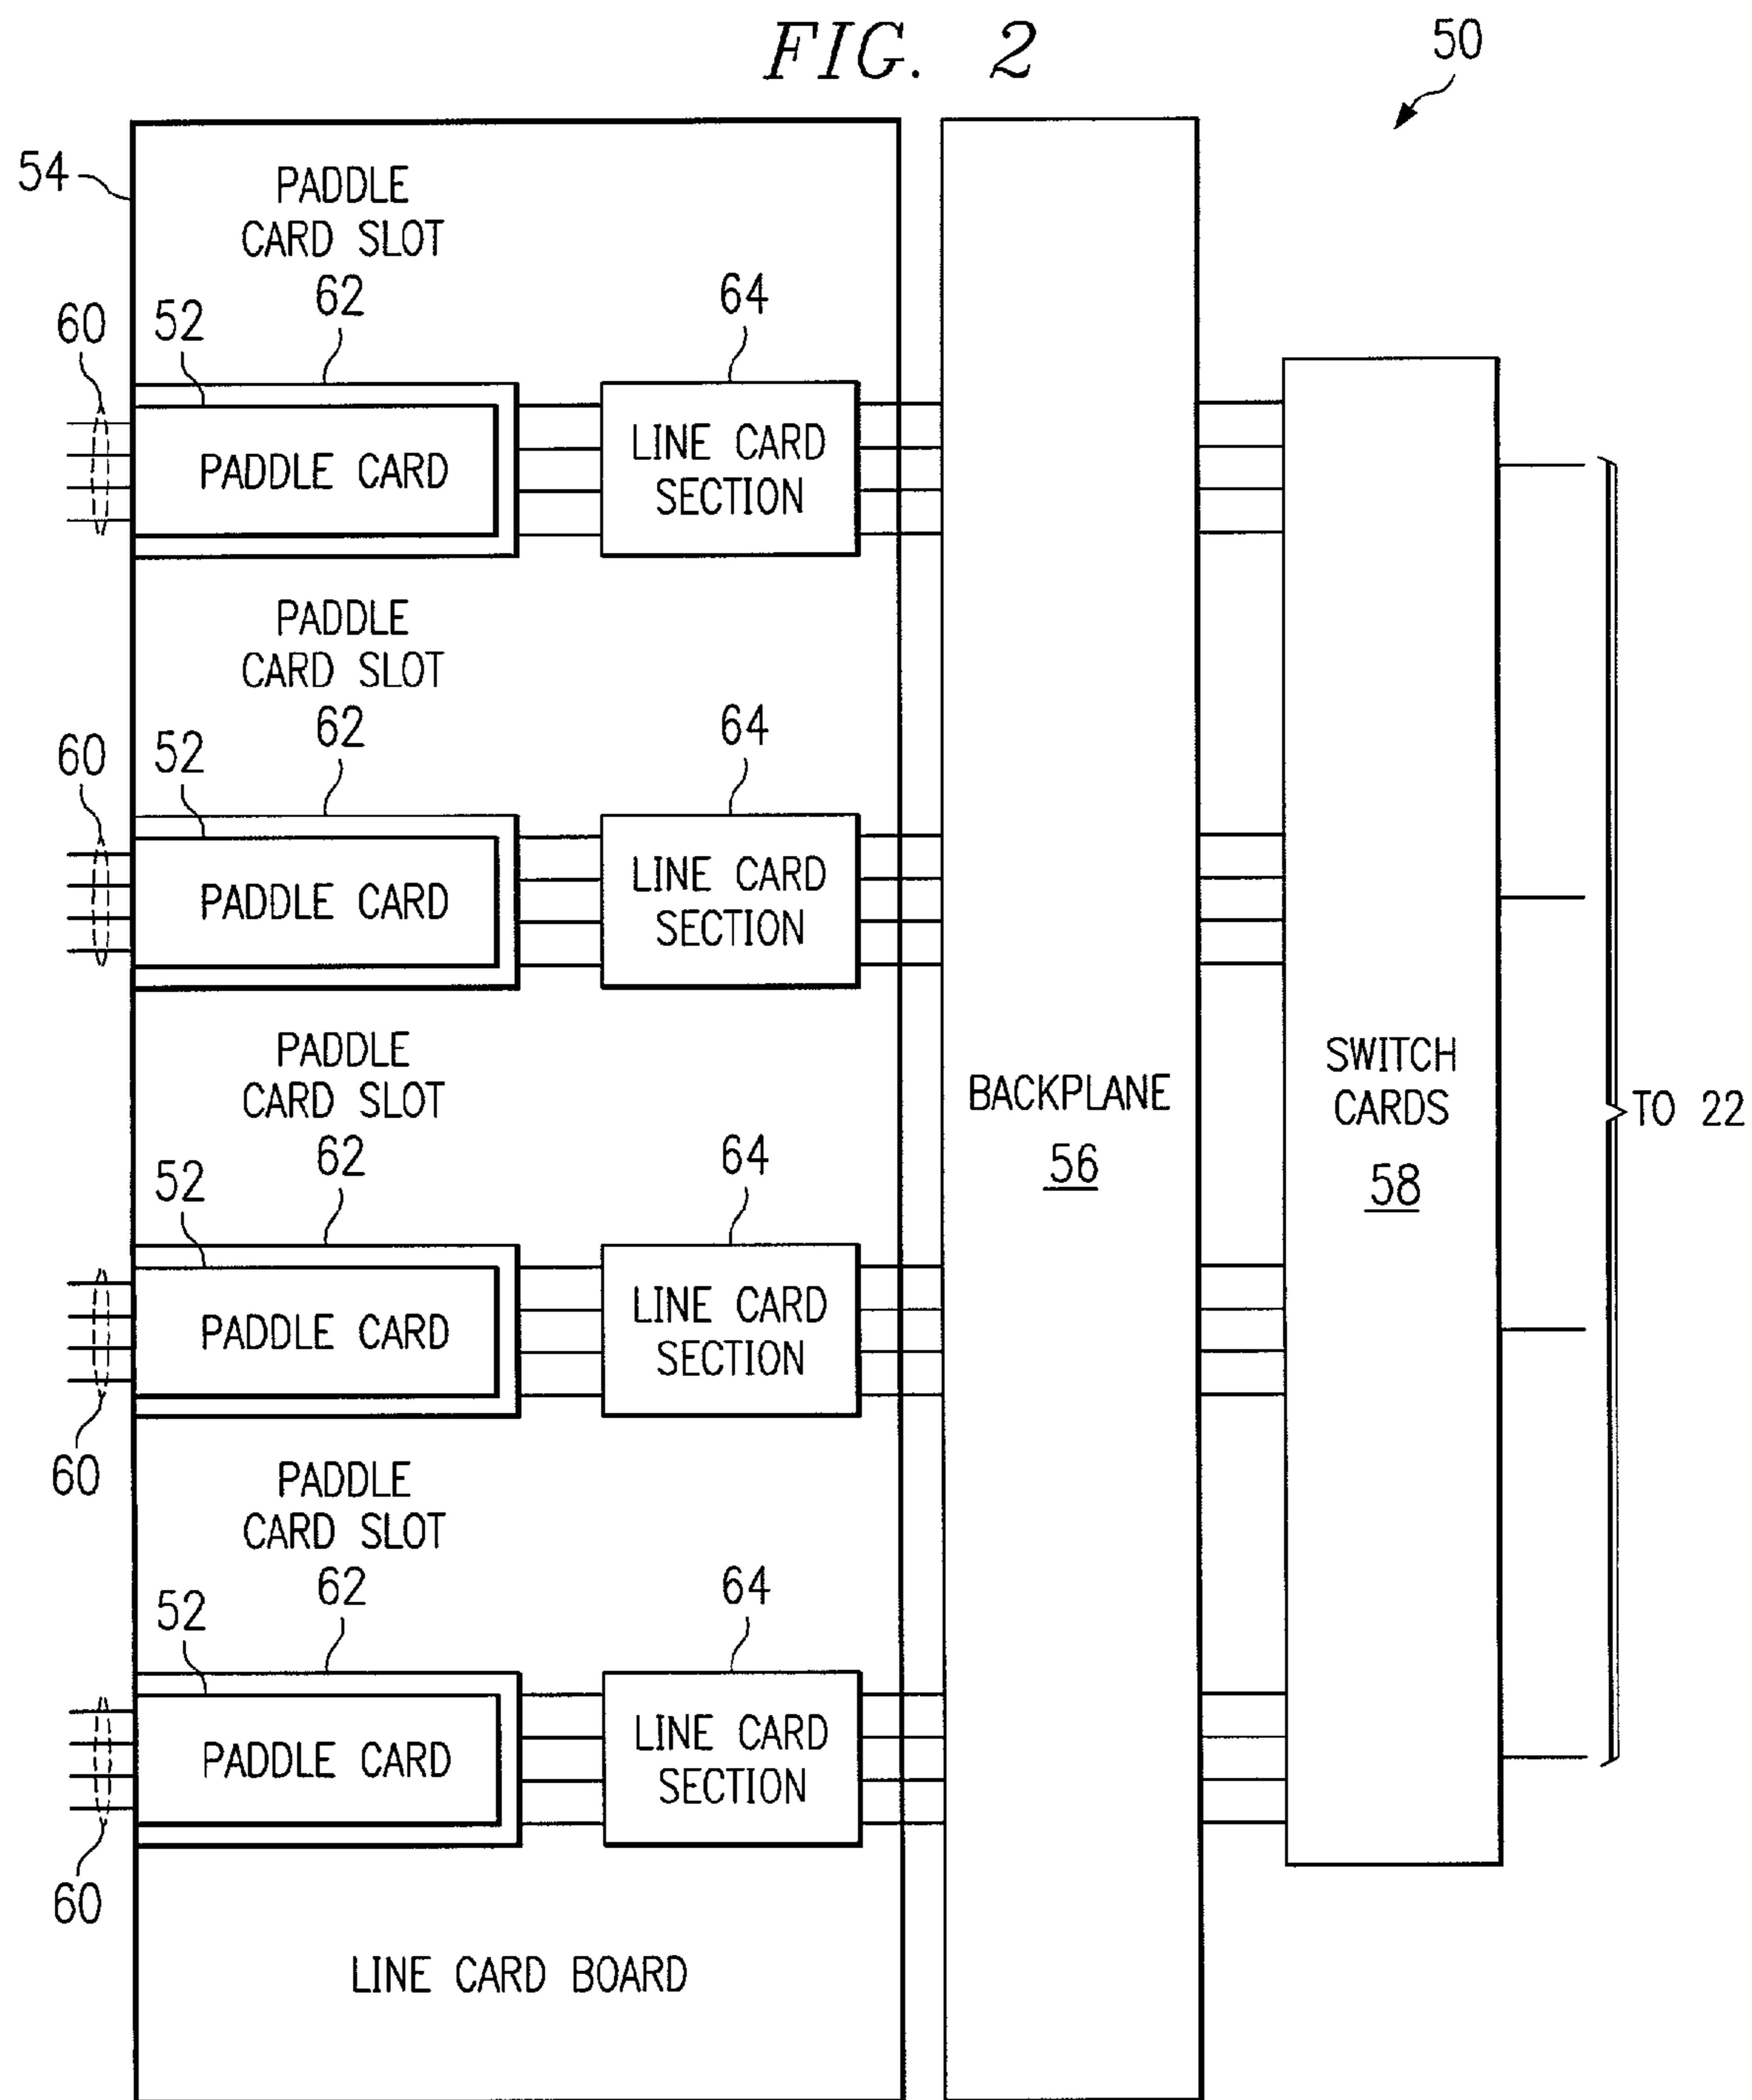 FIG. 2
50
54
PADDLE
CARD SLOT
62
64
60
52
PADDLE CARD
LINE CARD
SECTION
PADDLE
CARD SLOT
62
64
60
52
PADDLE CARD
LINE CARD
SECTION
PADDLE
CARD SLOT
62
64
52
PADDLE CARD
LINE CARD
SECTION
60
PADDLE
CARD SLOT
62
64
52
PADDLE CARD
LINE CARD
SECTION
60
LINE CARD BOARD
BACKPLANE
56
SWITCH
CARDS
58
TO 22